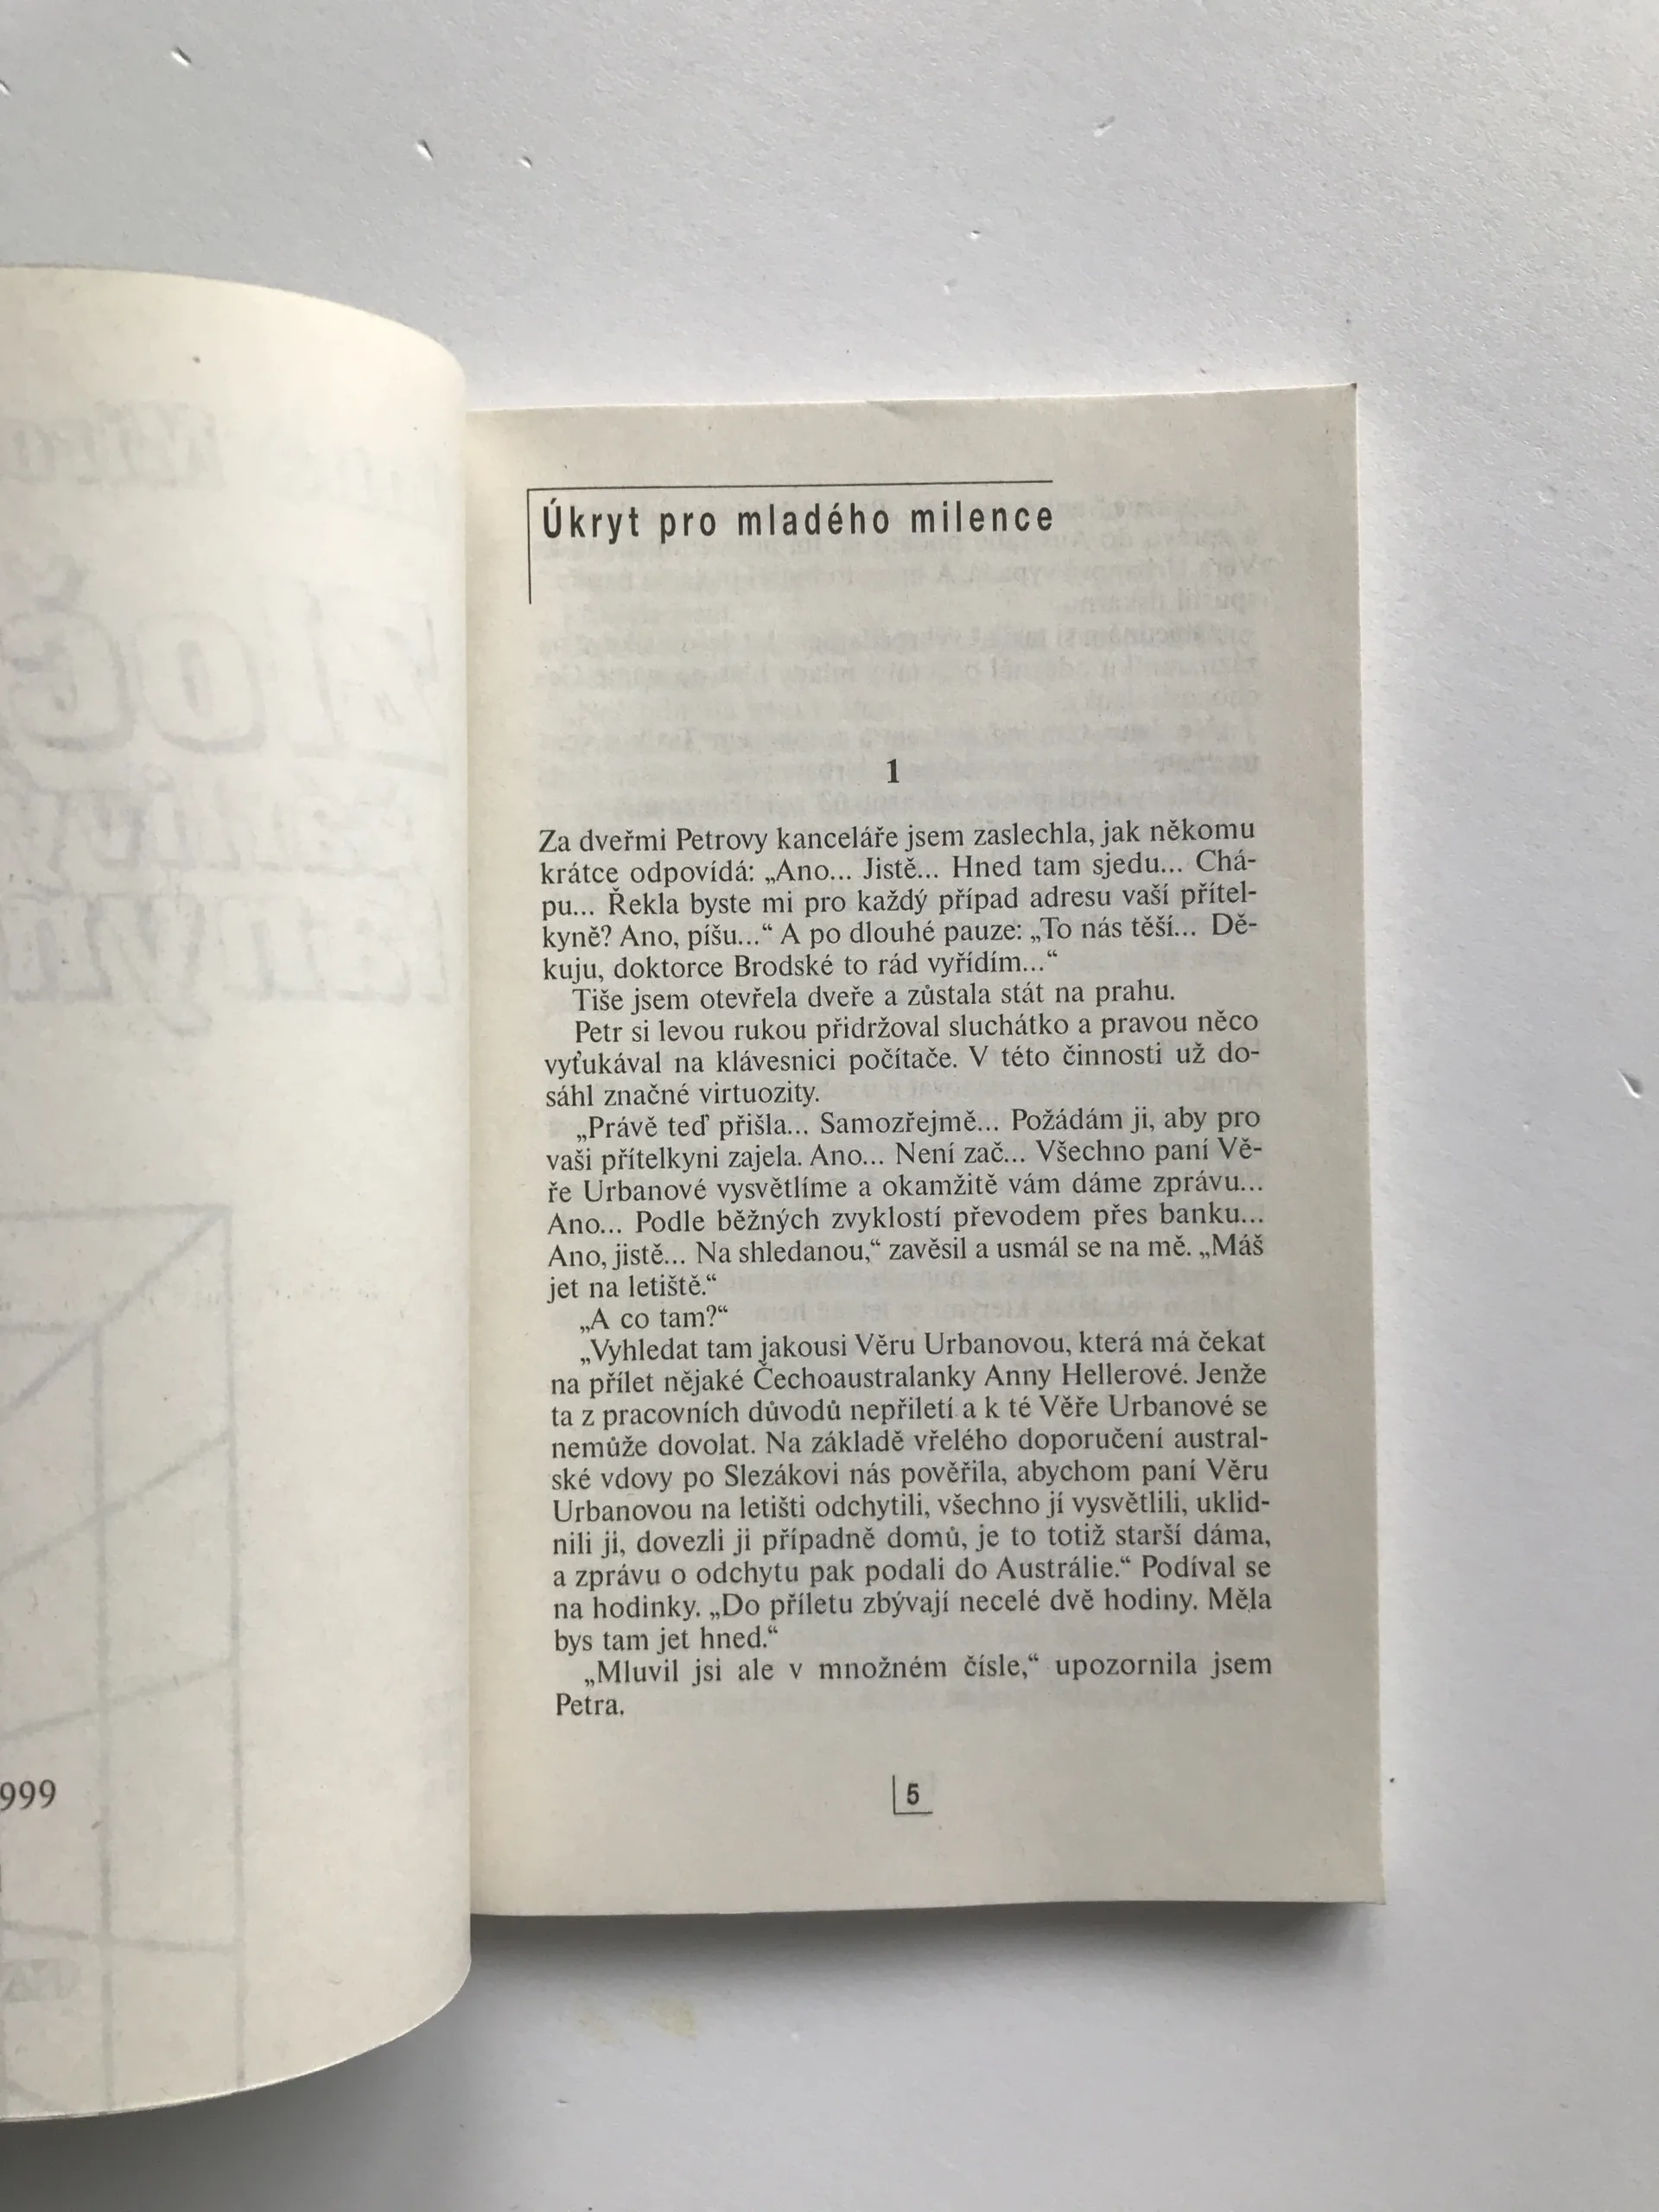 999
Úkryt pro mladého milence
1
Za dveřmi Petrovy kanceláře jsem zaslechla, jak někomu
krátce odpovídá: „Ano... Jistě... Hned tam sjedu... Chá-
pu... Řekla byste mi pro každý případ adresu vaší přítel-
kyně? Ano, píšu...“ A po dlouhé pauze: „To nás těší... Dě-
kuju, doktorce Brodské to rád vyřídím...“
Tiše jsem otevřela dveře a zůstala stát na prahu.
Petr si levou rukou přidržoval sluchátko a pravou něco
vyťukával na klávesnici počítače. V této činnosti už do-
sáhl značné virtuozity.
„Právě teď přišla... Samozřejmě... Požádám ji, aby pro
vaši přítelkyni zajela. Ano... Není zač... Všechno paní Vě-
ře Urbanové vysvětlíme a okamžitě vám dáme zprávu...
Ano... Podle běžných zvyklostí převodem přes banku...
Ano, jistě... Na shledanou,“ zavěsil a usmál se na mě. „Máš
jet na letiště.“
„A co tam?“
„Vyhledat tam jakousi Věru Urbanovou, která má čekat
na přílet nějaké Čechoaustralanky Anny Hellerové. Jenže
ta z pracovních důvodů nepřiletí a k té Věře Urbanové se
nemůže dovolat. Na základě vřelého doporučení austral-
ské vdovy po Slezákovi nás pověřila, abychom paní Věru
Urbanovou na letišti odchytili, všechno jí vysvětlili, uklid-
nili ji, dovezli ji případně domů, je to totiž starší dáma,
a zprávu o odchytu pak podali do Austrálie.“ Podíval se
na hodinky. „Do příletu zbývají necelé dvě hodiny. Měla
bys tam jet hned.“
„Mluvil jsi ale v množném čísle,“ upozornila jsem
Petra.
5